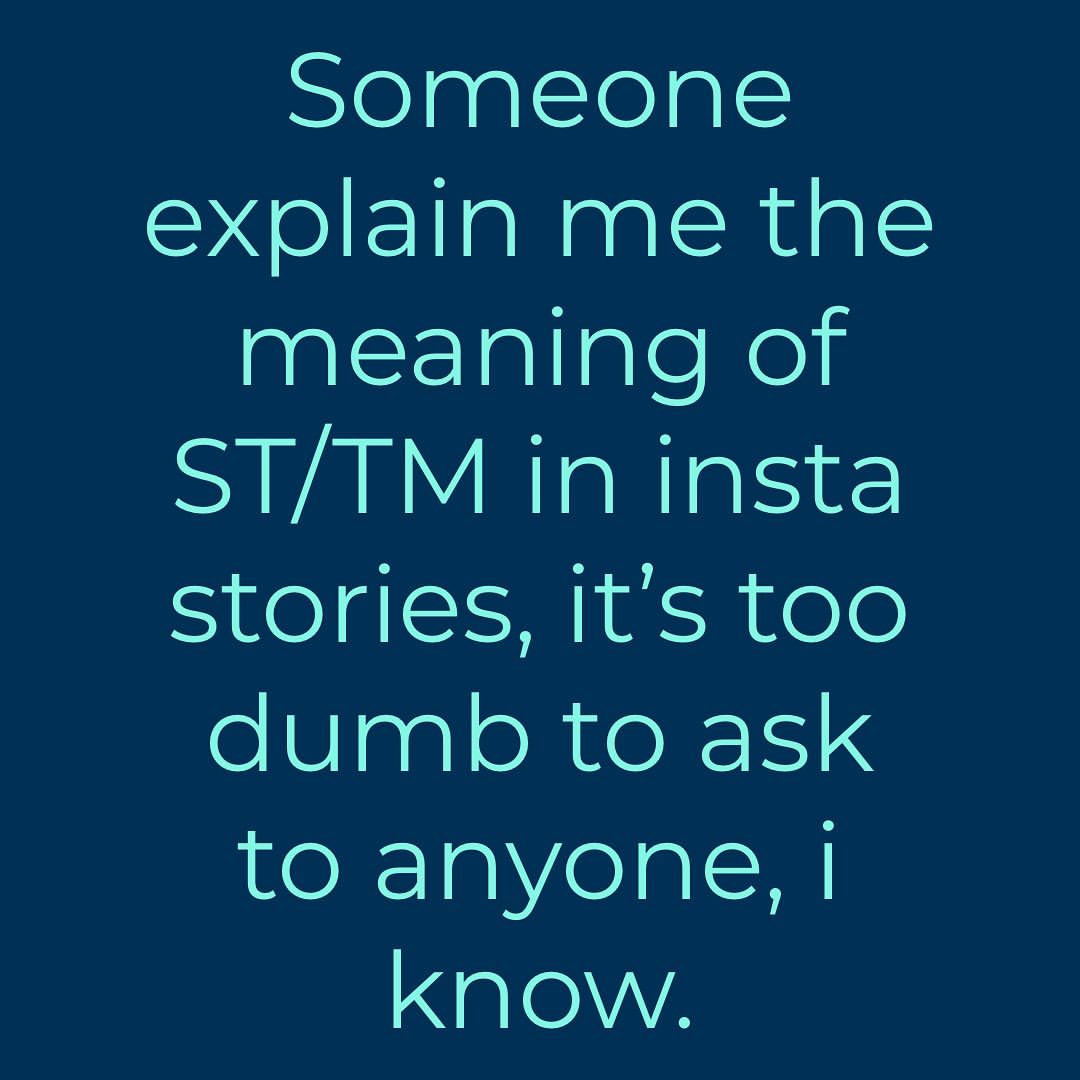 Someone
explain me the
meaning of
ST/TM in insta
stories, it’s too
dumb to ask
to anyone, i
know.